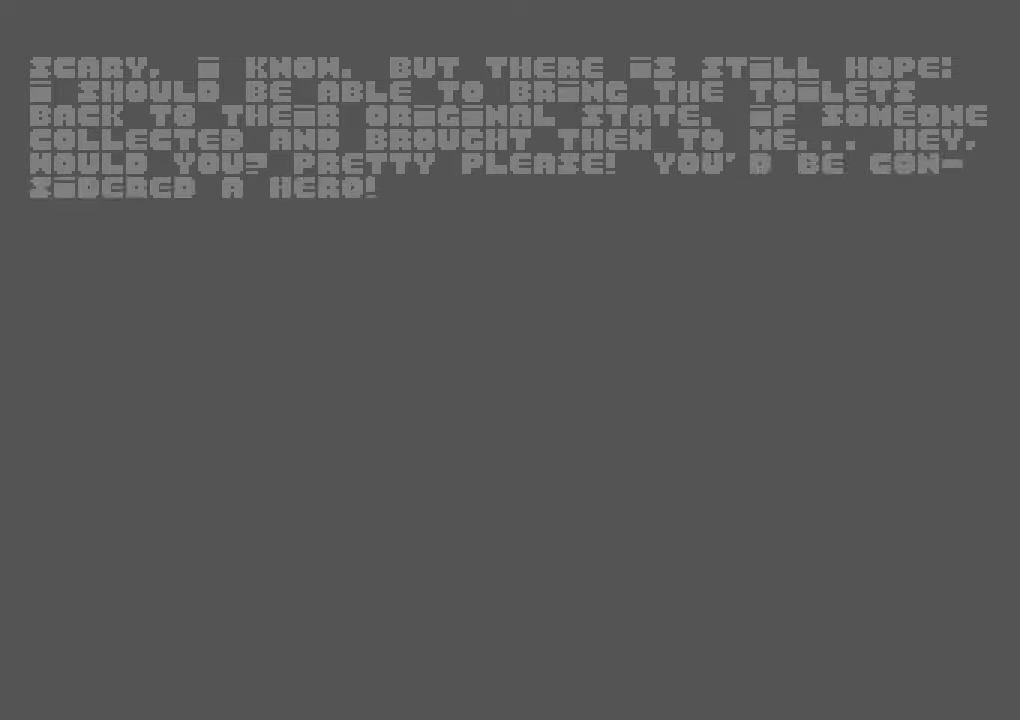 SCARY, I KNOW. BUT THERE IS STILL HOPE:
I SHOULD BE ABLE TO BRING THE TOILETS
BACK TO THEIR ORIGINAL STATE, IF SOMEONE
COLLECTED AND BROUGHT THEM TO ME... HEY,
WOULD YOU? PRETTY PLEASE! YOU'D BE CON-
SIDERED A HERO!